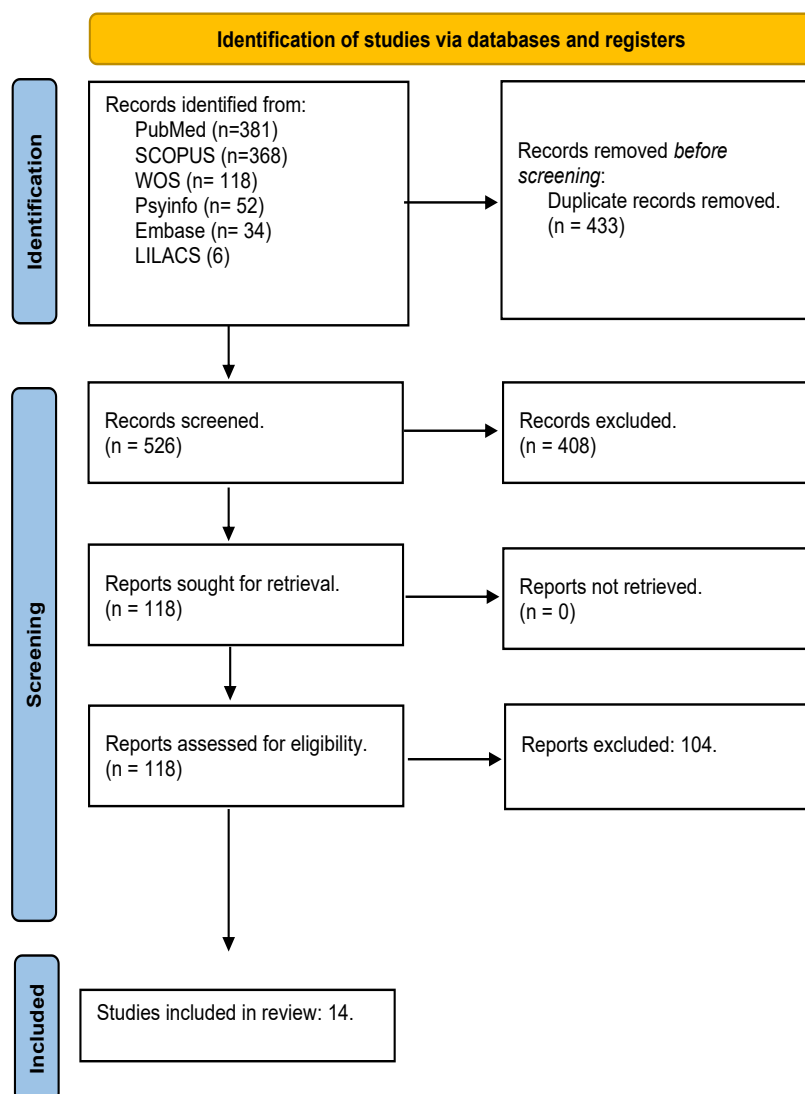 Identification of studies via databases and registers
Identification
Records identified from:
PubMed (n=381)
SCOPUS (n=368)
WOS (n= 118)
Psyinfo (n= 52)
Embase (n= 34)
LILACS (6)
Records removed before
screening:
Duplicate records removed.
(n = 433)
Screening
Records screened.
(n = 526)
Records excluded.
(n = 408)
Reports sought for retrieval.
(n = 118)
Reports not retrieved.
(n = 0)
Reports assessed for eligibility.
(n = 118)
Reports excluded: 104.
Included
Studies included in review: 14.